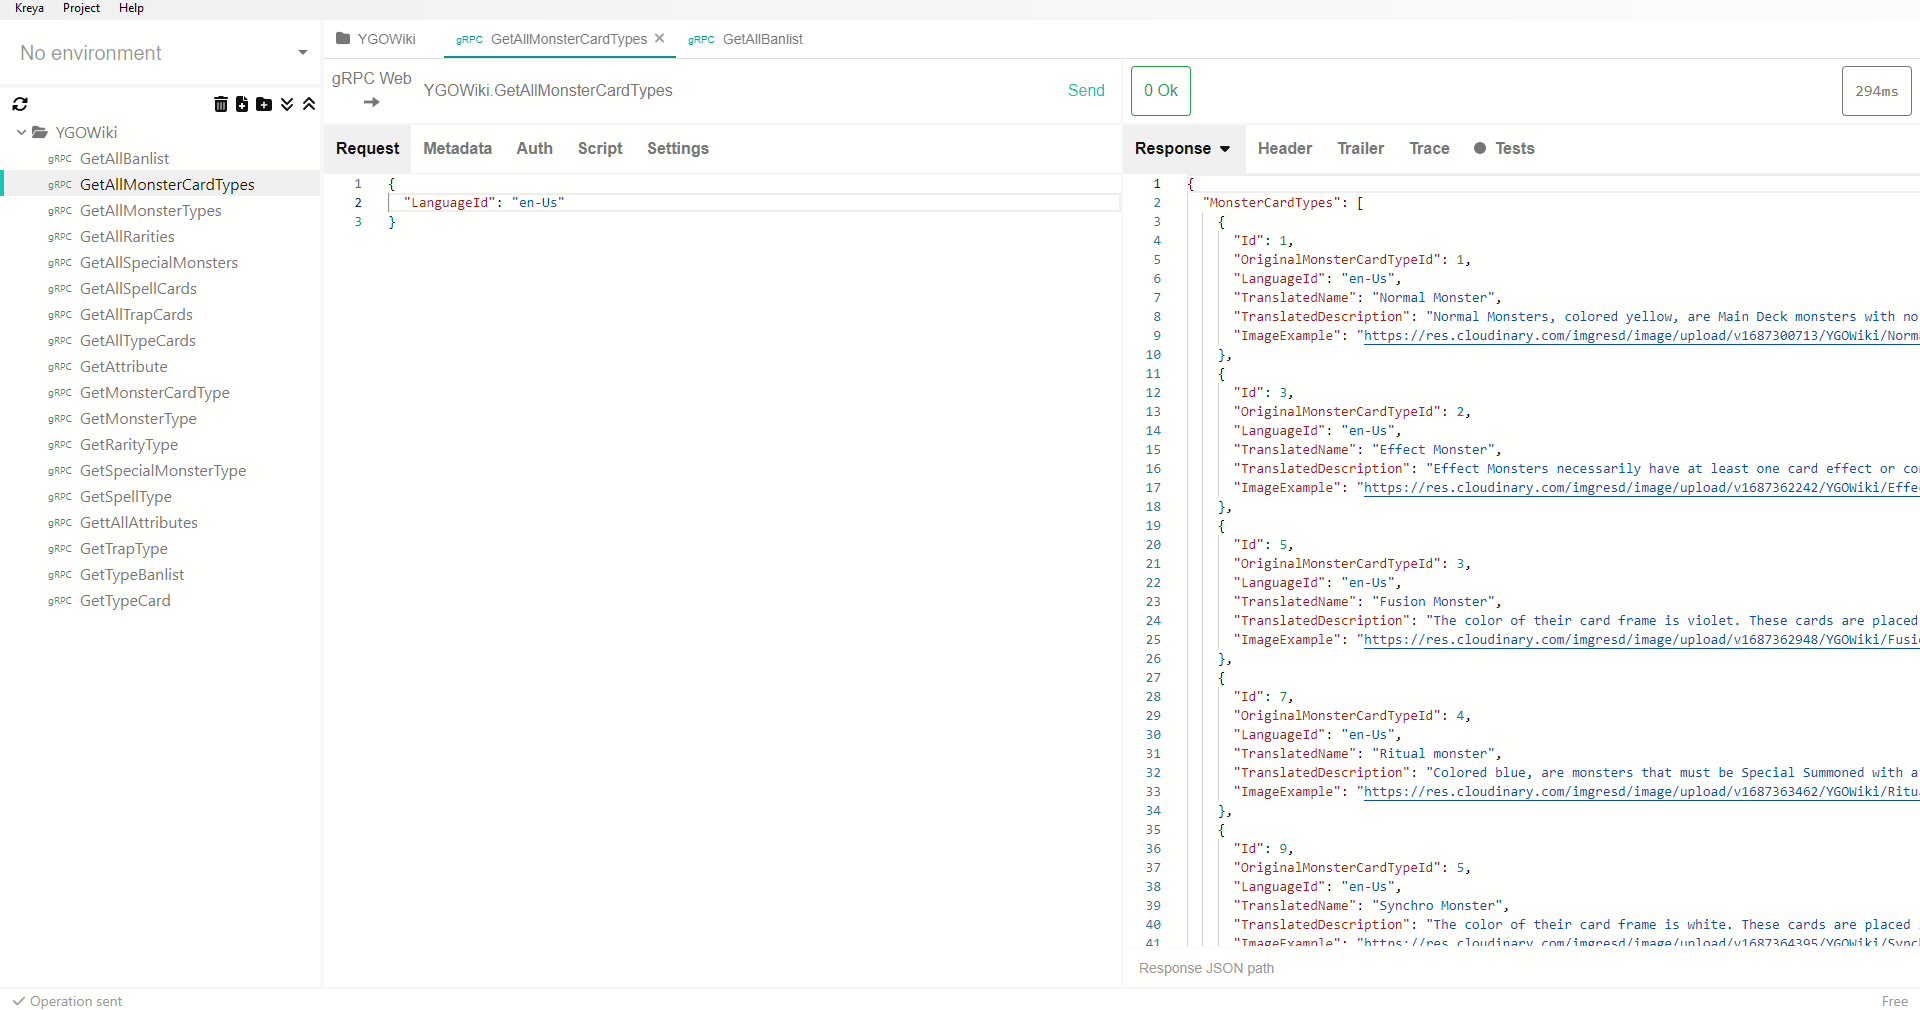 Kreya Project Help
No environment
YGOWiki
gRPC GetAllBanlist
gRPC GetAllMonsterCardTypes
gRPC GetAllMonsterTypes
gRPC GetAllRarities
gRPC GetAllSpecialMonsters
gRPC GetAllSpellCards
gRPC GetAllTrapCards
gRPC GetAllTypeCards
gRPC GetAttribute
gRPC GetMonsterCardType
gRPC GetMonsterType
gRPC GetRarityType
gRPC GetSpecialMonsterType
gRPC GetSpellType
gRPC GettAllAttributes
gRPC GetTrapType
gRPC GetTypeBanlist
gRPC GetTypeCard
YGOWiki gRPC GetAllMonsterCardTypes gRPC GetAllBanlist
gRPC Web YGOWiki.GetAllMonsterCardTypes Send
Request Metadata Auth Script Settings
1 {
2 "LanguageId": "en-Us"
3 }
0 Ok 294ms
Response Header Trailer Trace Tests
1 {
2 "MonsterCardTypes": [
3 {
4 "Id": 1,
5 "OriginalMonsterCardTypeId": 1,
6 "LanguageId": "en-Us",
7 "TranslatedName": "Normal Monster",
8 "TranslatedDescription": "Normal Monsters, colored yellow, are Main Deck monsters with no
9 "ImageExample": "https://res.cloudinary.com/imgresd/image/upload/v1687300713/YGOWiki/Norma
10 },
11 {
12 "Id": 3,
13 "OriginalMonsterCardTypeId": 2,
14 "LanguageId": "en-Us",
15 "TranslatedName": "Effect Monster",
16 "TranslatedDescription": "Effect Monsters necessarily have at least one card effect or co
17 "ImageExample": "https://res.cloudinary.com/imgresd/image/upload/v1687362242/YGOWiki/Effe
18 },
19 {
20 "Id": 5,
21 "OriginalMonsterCardTypeId": 3,
22 "LanguageId": "en-Us",
23 "TranslatedName": "Fusion Monster",
24 "TranslatedDescription": "The color of their card frame is violet. These cards are placed
25 "ImageExample": "https://res.cloudinary.com/imgresd/image/upload/v1687362948/YGOWiki/Fusi
26 },
27 {
28 "Id": 7,
29 "OriginalMonsterCardTypeId": 4,
30 "LanguageId": "en-Us",
31 "TranslatedName": "Ritual monster",
32 "TranslatedDescription": "Colored blue, are monsters that must be Special Summoned with a
33 "ImageExample": "https://res.cloudinary.com/imgresd/image/upload/v1687363462/YGOWiki/Ritu
34 },
35 {
36 "Id": 9,
37 "OriginalMonsterCardTypeId": 5,
38 "LanguageId": "en-Us",
39 "TranslatedName": "Synchro Monster",
40 "TranslatedDescription": "The color of their card frame is white. These cards are placed
41 "ImageExample": "https://res.cloudinary.com/imgresd/image/upload/v1687364395/YGOWiki/Sync
Response JSON path
Operation sent Free